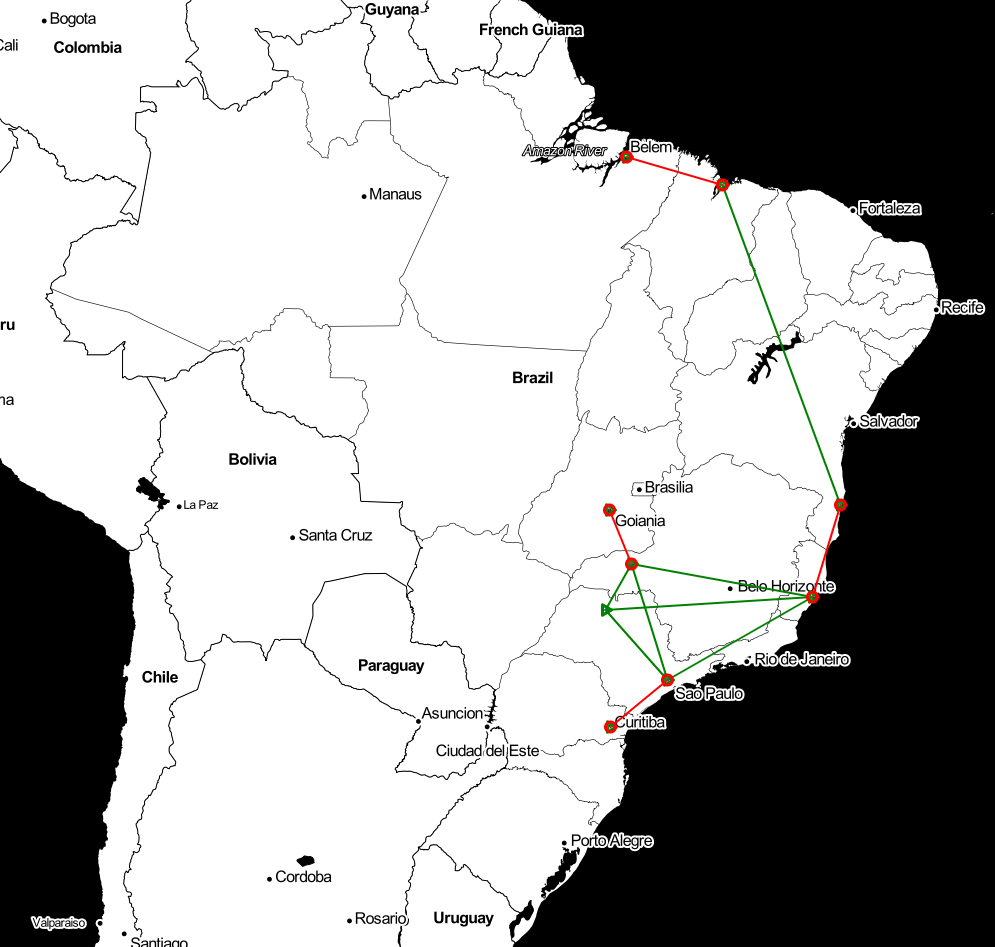 Guyana
Bogota
French Guiana
Cali
Colombia
Belem
Amazon River
Manaus
Fortaleza
Recife
ru
Brazil
ma
Salvador
Bolivia
Brasilia
La Paz
Goiania
Santa Cruz
Belo Horizonte
Rio de Janeiro
Paraguay
Chile
Sao Paulo
Asuncion
Curitiba
Ciudad del Este
Porto Alegre
Cordoba
Rosario
Uruguay
Valparaiso
Santiago